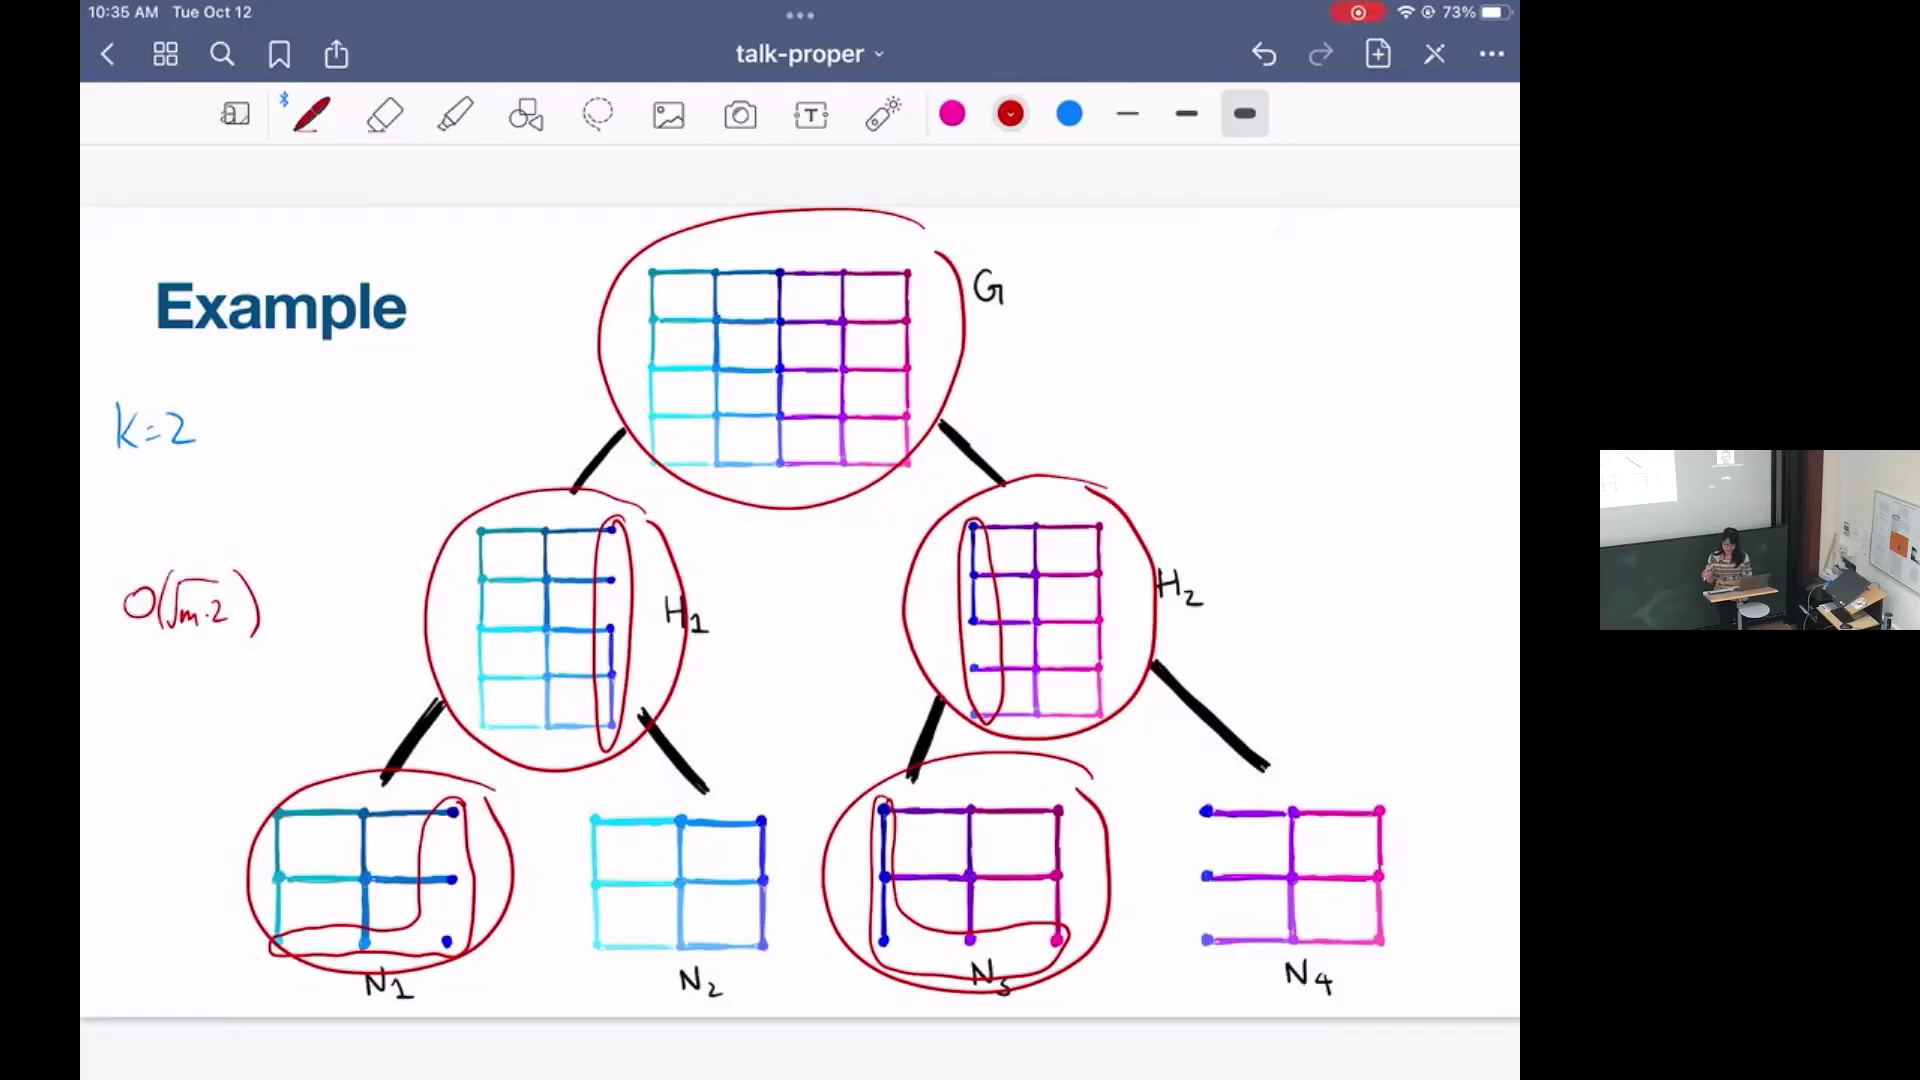 10:35 AM Tue Oct 12
73%
talk-proper
a
T
G
Example
K=2
O(√m·2)
H1
H2
N1
N2
N3
N4